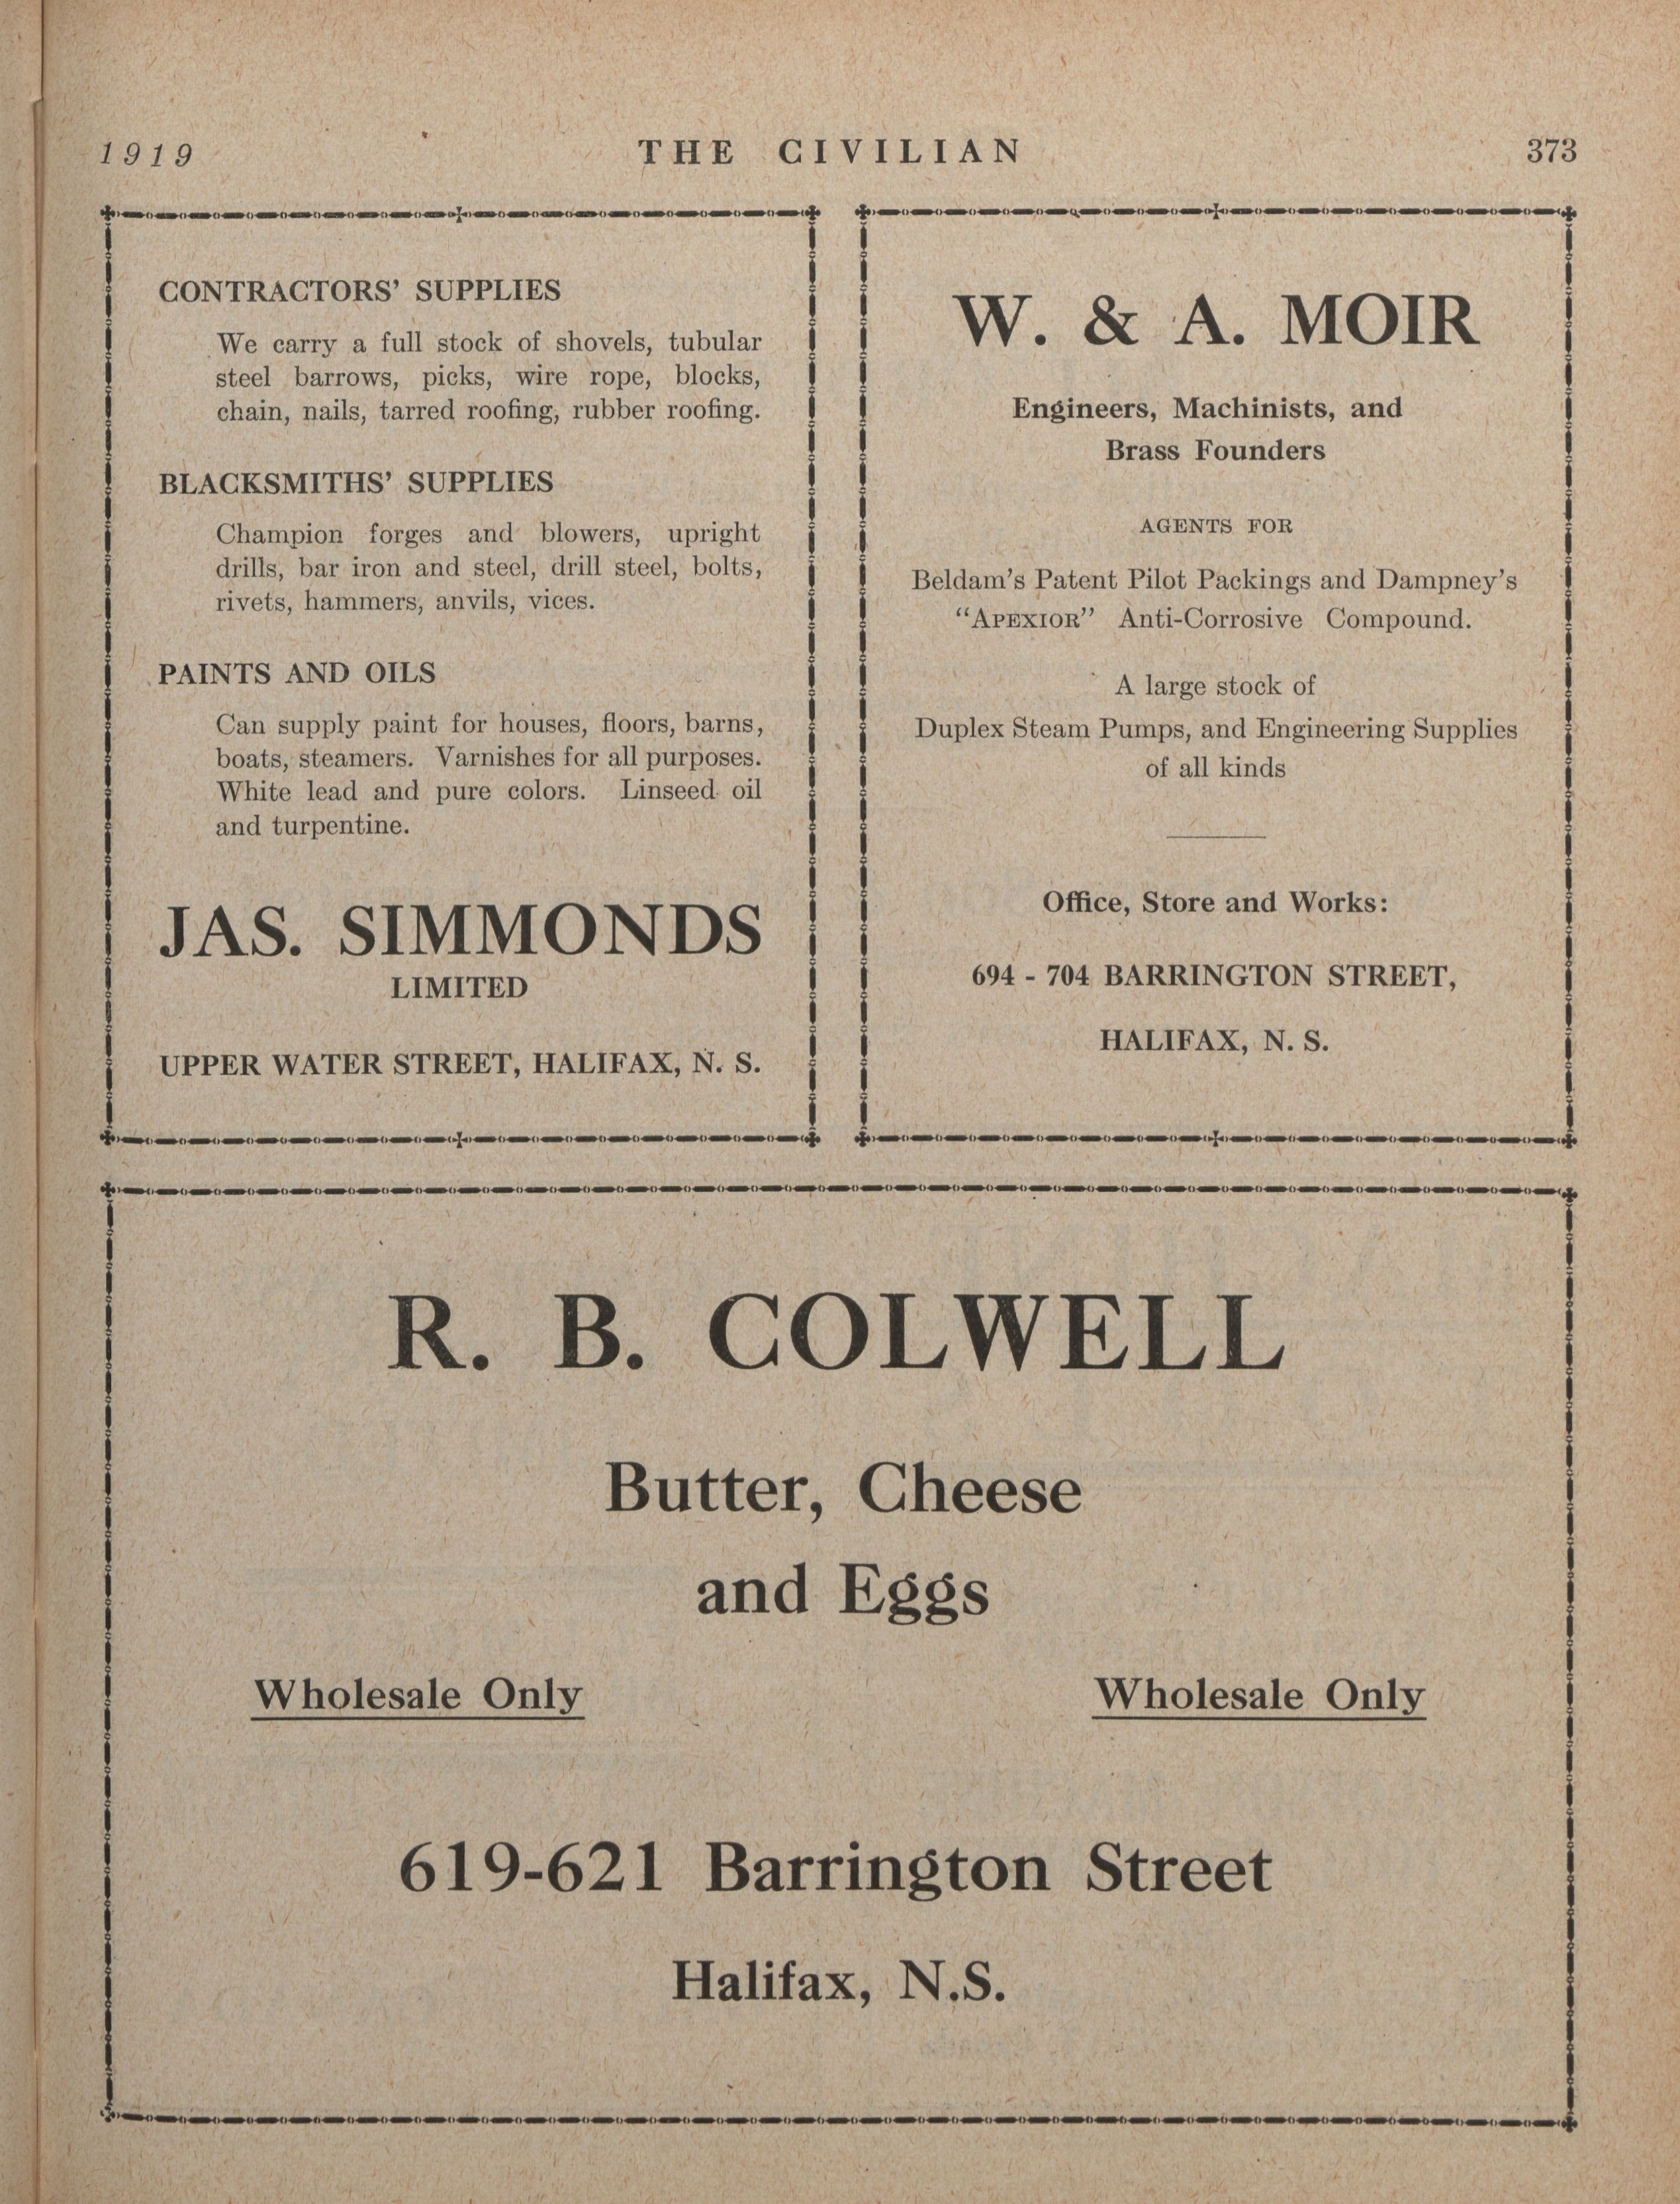 1919
THE CIVILIAN
373
CONTRACTORS' SUPPLIES
We carry a full stock of shovels, tubular
steel barrows, picks, wire rope, blocks,
chain, nails, tarred roofing, rubber roofing.
BLACKSMITHS' SUPPLIES
Champion forges and blowers, upright
drills, bar iron and steel, drill steel, bolts,
rivets, hammers, anvils, vices.
PAINTS AND OILS
Can supply paint for houses, floors, barns,
boats, steamers. Varnishes for all purposes.
White lead and pure colors. Linseed oil
and turpentine.
JAS. SIMMONDS
LIMITED
UPPER WATER STREET, HALIFAX, N. S.
W. & A. MOIR
Engineers, Machinists, and
Brass Founders
AGENTS FOR
Beldam's Patent Pilot Packings and Dampney's
"APEXIOR" Anti-Corrosive Compound.
A large stock of
Duplex Steam Pumps, and Engineering Supplies
of all kinds
Office, Store and Works:
694 - 704 BARRINGTON STREET,
HALIFAX, N. S.
R. B. COLWELL
Butter, Cheese
and Eggs
Wholesale Only
Wholesale Only
619-621 Barrington Street
Halifax, N.S.